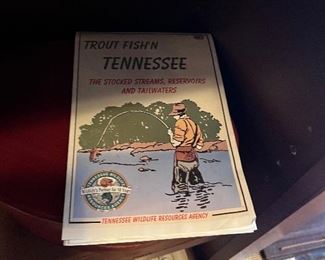 TROUT FISH'N
TENNESSEE
THE STOCKED STREAMS, RESERVOIRS
AND TAILWATERS
TENNESSEE WILDLIFE RESOURCES AGENCY